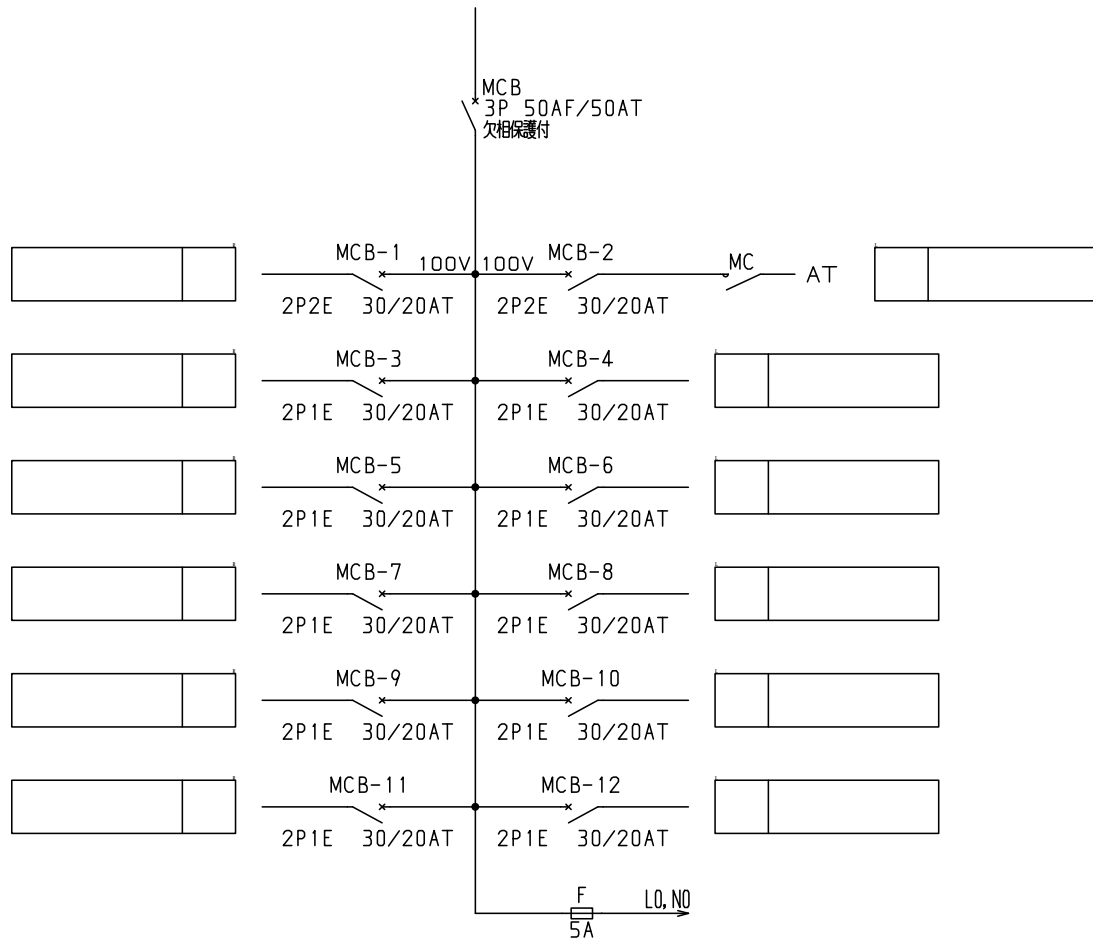 MCB
3P 50AF/50AT
欠相保護付
MCB-1 100V 100V MCB-2 MC AT
2P2E 30/20AT 2P2E 30/20AT
MCB-3 MCB-4
2P1E 30/20AT 2P1E 30/20AT
MCB-5 MCB-6
2P1E 30/20AT 2P1E 30/20AT
MCB-7 MCB-8
2P1E 30/20AT 2P1E 30/20AT
MCB-9 MCB-10
2P1E 30/20AT 2P1E 30/20AT
MCB-11 MCB-12
2P1E 30/20AT 2P1E 30/20AT
F L0,N0
5A